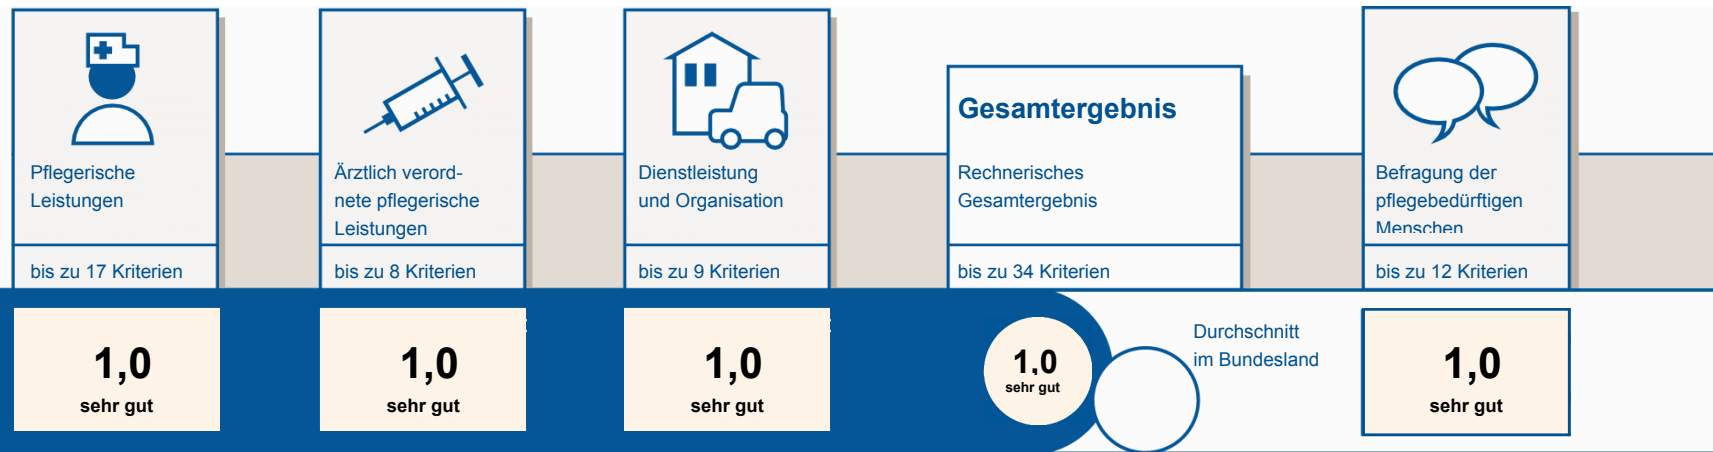 Pflegerische
Leistungen
bis zu 17 Kriterien
1,0
sehr gut
Ärztlich verord-
nete pflegerische
Leistungen
bis zu 8 Kriterien
1,0
sehr gut
Dienstleistung
und Organisation
bis zu 9 Kriterien
1,0
sehr gut
Gesamtergebnis
Rechnerisches
Gesamtergebnis
bis zu 34 Kriterien
1,0
sehr gut
Durchschnitt
im Bundesland
Befragung der
pflegebedürftigen
Menschen
bis zu 12 Kriterien
1,0
sehr gut